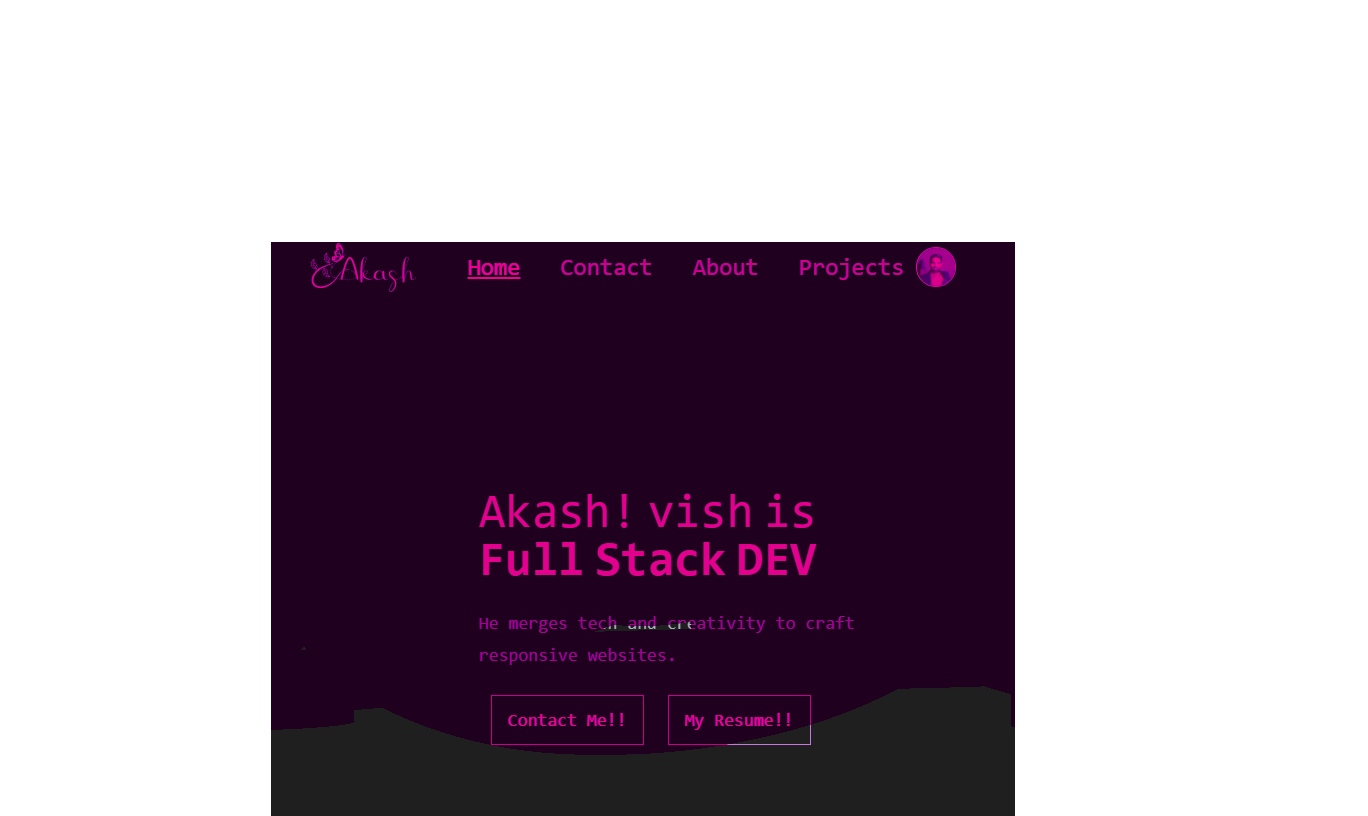 Akash
Home Contact About Projects
Akash! vish is
Full Stack DEV
He merges tech and creativity to craft
responsive websites.
Contact Me!! My Resume!!